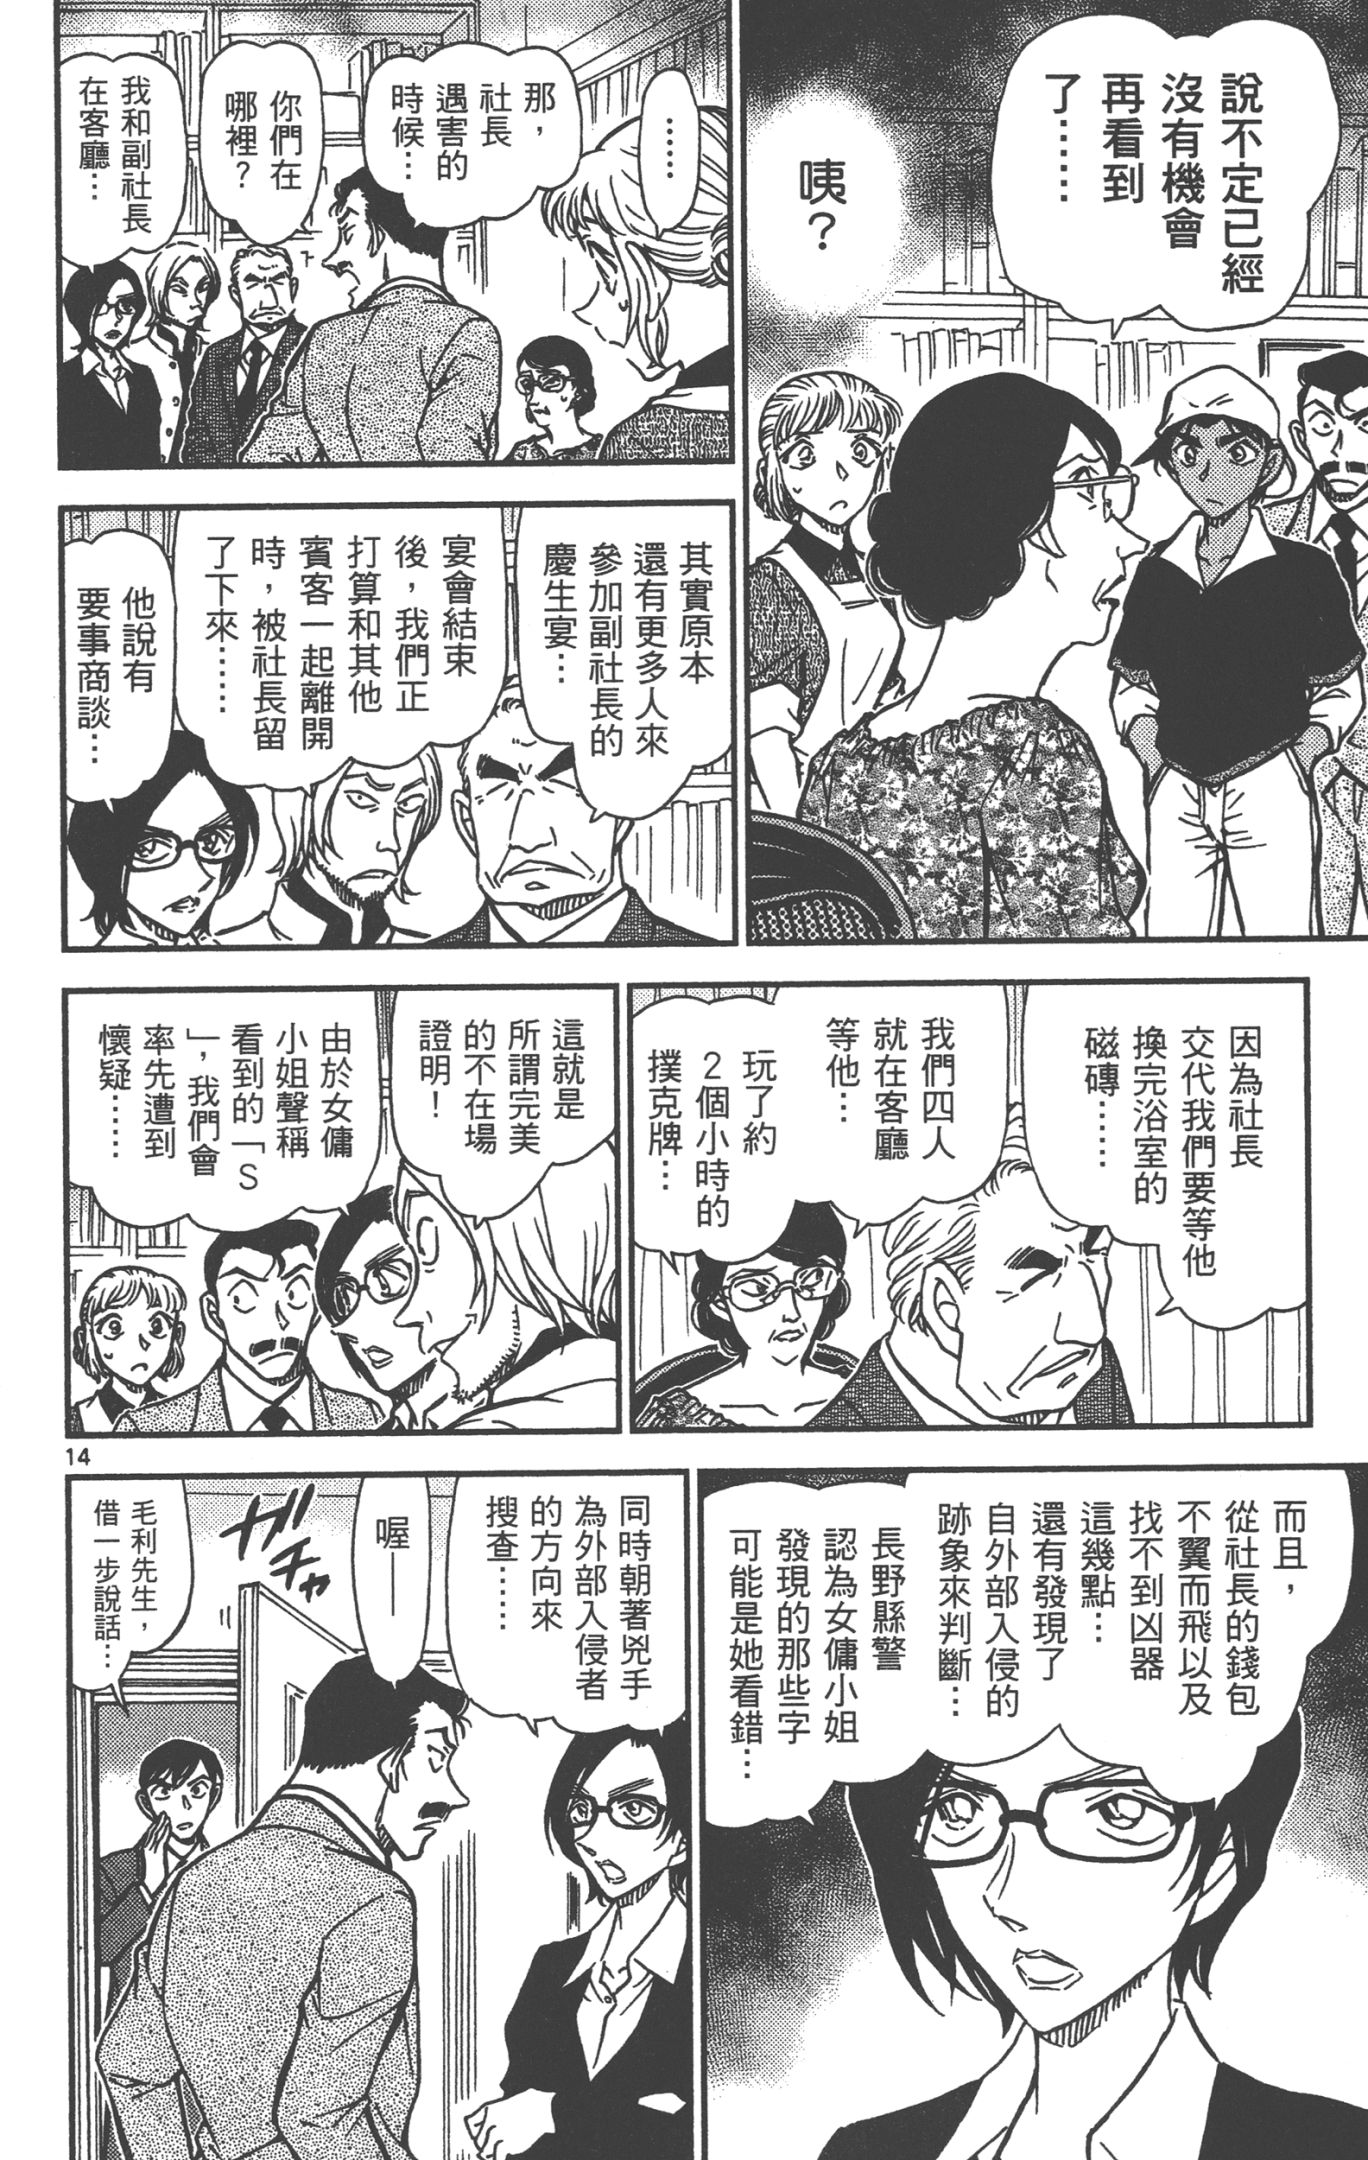 說不定已經
沒有機會
再看到
了……
咦？
……
那，
社長
遇害的
時候…
你們在
哪裡？
我和副社長
在客廳…
其實原本
還有更多人來
參加副社長的
慶生宴…
宴會結束
後，我們正
打算和其他
賓客一起離開
時，被社長留
了下來……
他說有
要事商談…
因為社長
交代我們要等他
換完浴室的
磁磚……
我們四人
就在客廳
等他…
玩了約
2個小時的
撲克牌…
這就是
所謂完美
的不在場
證明！
由於女傭
小姐聲稱
看到的「S
」，我們會
率先遭到
懷疑……
而且，
從社長的錢包
不翼而飛以及
找不到凶器
這幾點…
還有發現了
自外部入侵的
跡象來判斷…
長野縣警
認為女傭小姐
發現的那些字
可能是她看錯…
同時朝著兇手
為外部入侵者
的方向來
搜查……
喔──
ガチャ
毛利先生，
借一步說話…
14